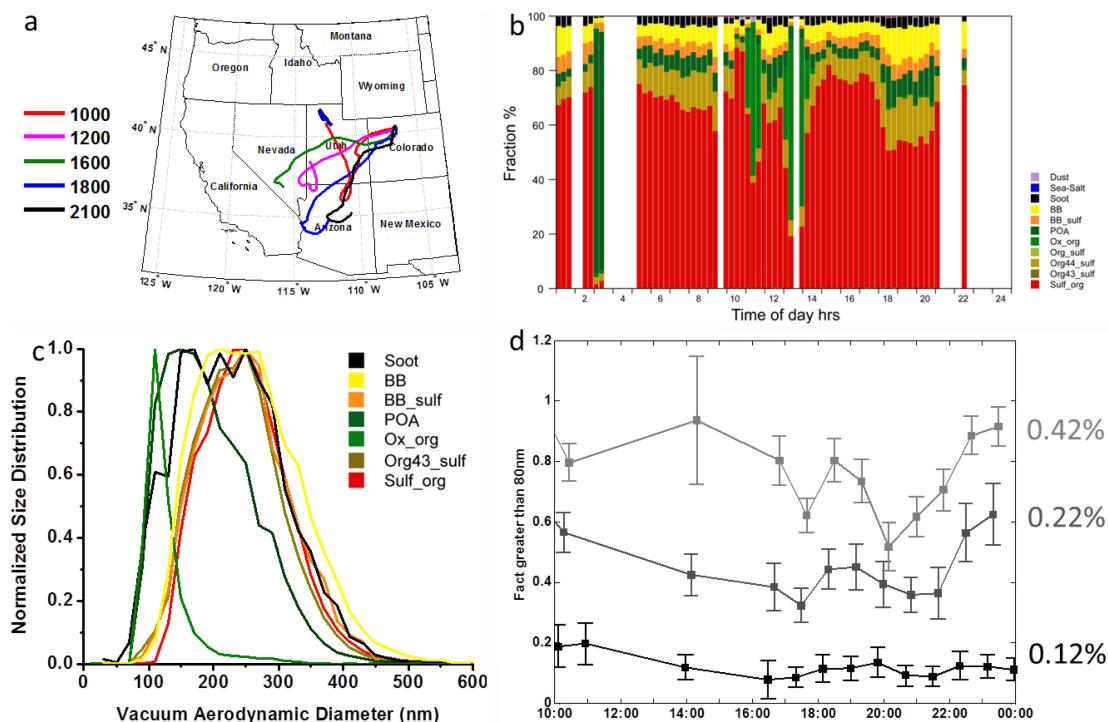 a
45° N
40° N
35° N
125° W
120° W
115° W
110° W
105° W
Montana
Oregon
Idaho
Wyoming
Nevada
Utah
Colorado
California
Arizona
New Mexico
1000
1200
1600
1800
2100
b
Fraction %
100
80
60
40
20
0
2 4 6 8 10 12 14 16 18 20 22 24
Time of day hrs
Dust
Sea-Salt
Soot
BB
BB_sulf
POA
Ox_org
Org_sulf
Org44_sulf
Org43_sulf
Sulf_org
c
Normalized Size Distribution
1.0
0.8
0.6
0.4
0.2
0.0
0 100 200 300 400 500 600
Vacuum Aerodynamic Diameter (nm)
Soot
BB
BB_sulf
POA
Ox_org
Org43_sulf
Sulf_org
d
Fact greater than 80nm
1.2
1
0.8
0.6
0.4
0.2
0
10:00 12:00 14:00 16:00 18:00 20:00 22:00 00:00
0.42%
0.22%
0.12%